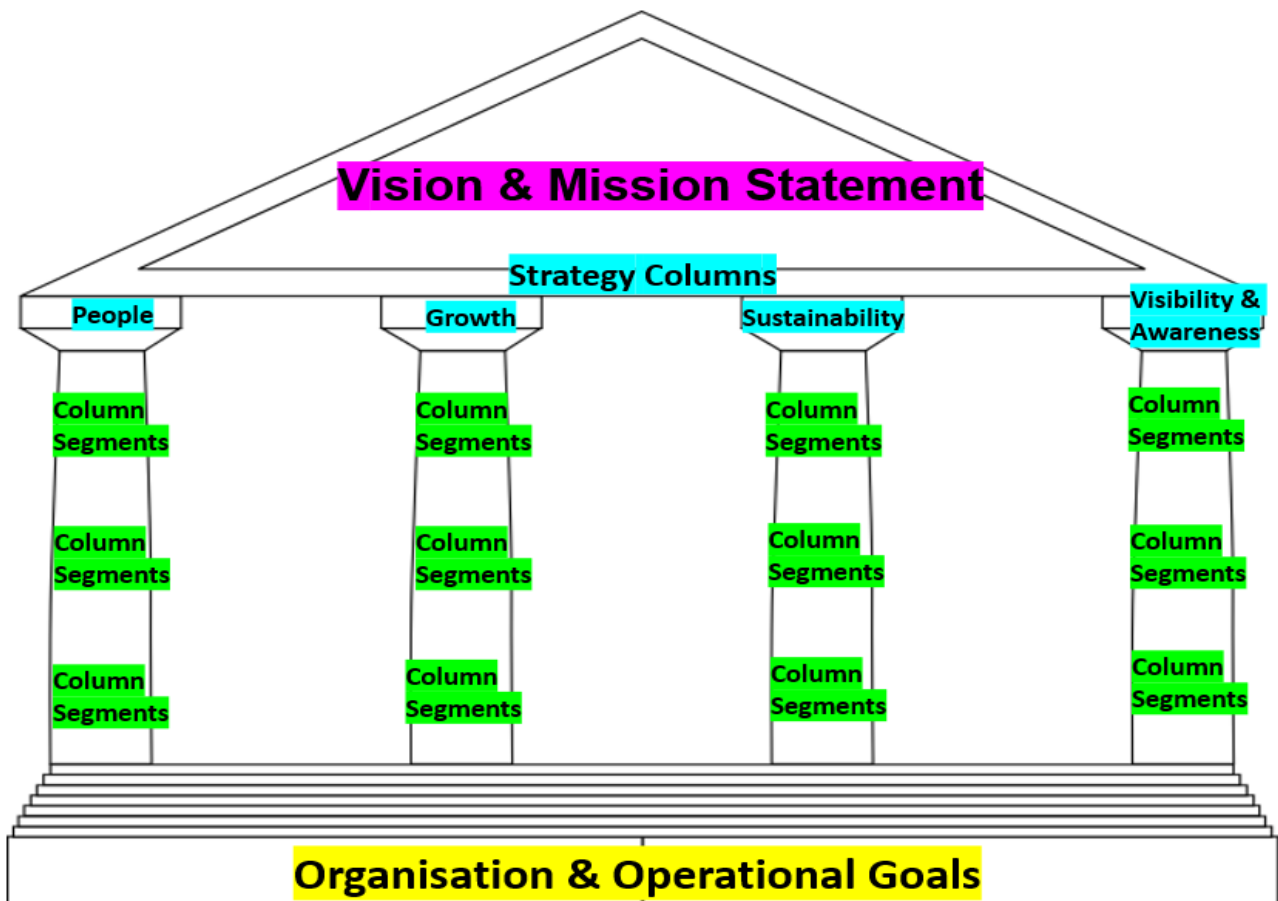 Vision & Mission Statement
Strategy Columns
People
Growth
Sustainability
Visibility &
Awareness
Column
Segments
Column
Segments
Column
Segments
Column
Segments
Column
Segments
Column
Segments
Column
Segments
Column
Segments
Column
Segments
Column
Segments
Column
Segments
Column
Segments
Organisation & Operational Goals